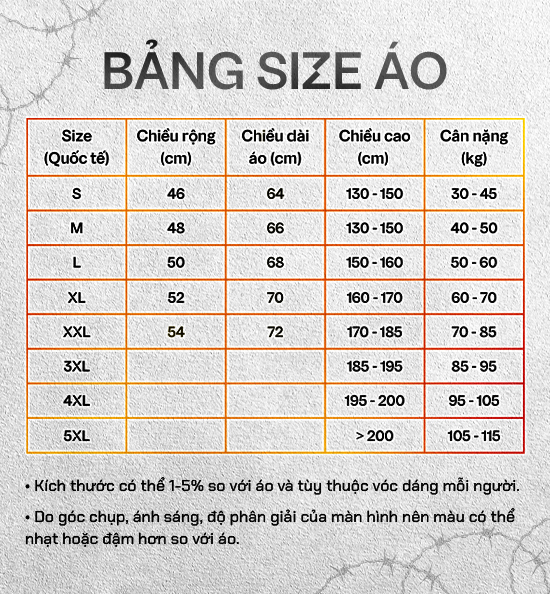 BẢNG SIZE ÁO
Size (Quốc tế) Chiều rộng (cm) Chiều dài áo (cm) Chiều cao (cm) Cân nặng (kg)
S 46 64 130 - 150 30 - 45
M 48 66 130 - 150 40 - 50
L 50 68 150 - 160 50 - 60
XL 52 70 160 - 170 60 - 70
XXL 54 72 170 - 185 70 - 85
3XL 185 - 195 85 - 95
4XL 195 - 200 95 - 105
5XL > 200 105 - 115
• Kích thước có thể 1-5% so với áo và tùy thuộc vóc dáng mỗi người.
• Do góc chụp, ánh sáng, độ phân giải của màn hình nên màu có thể
nhạt hoặc đậm hơn so với áo.